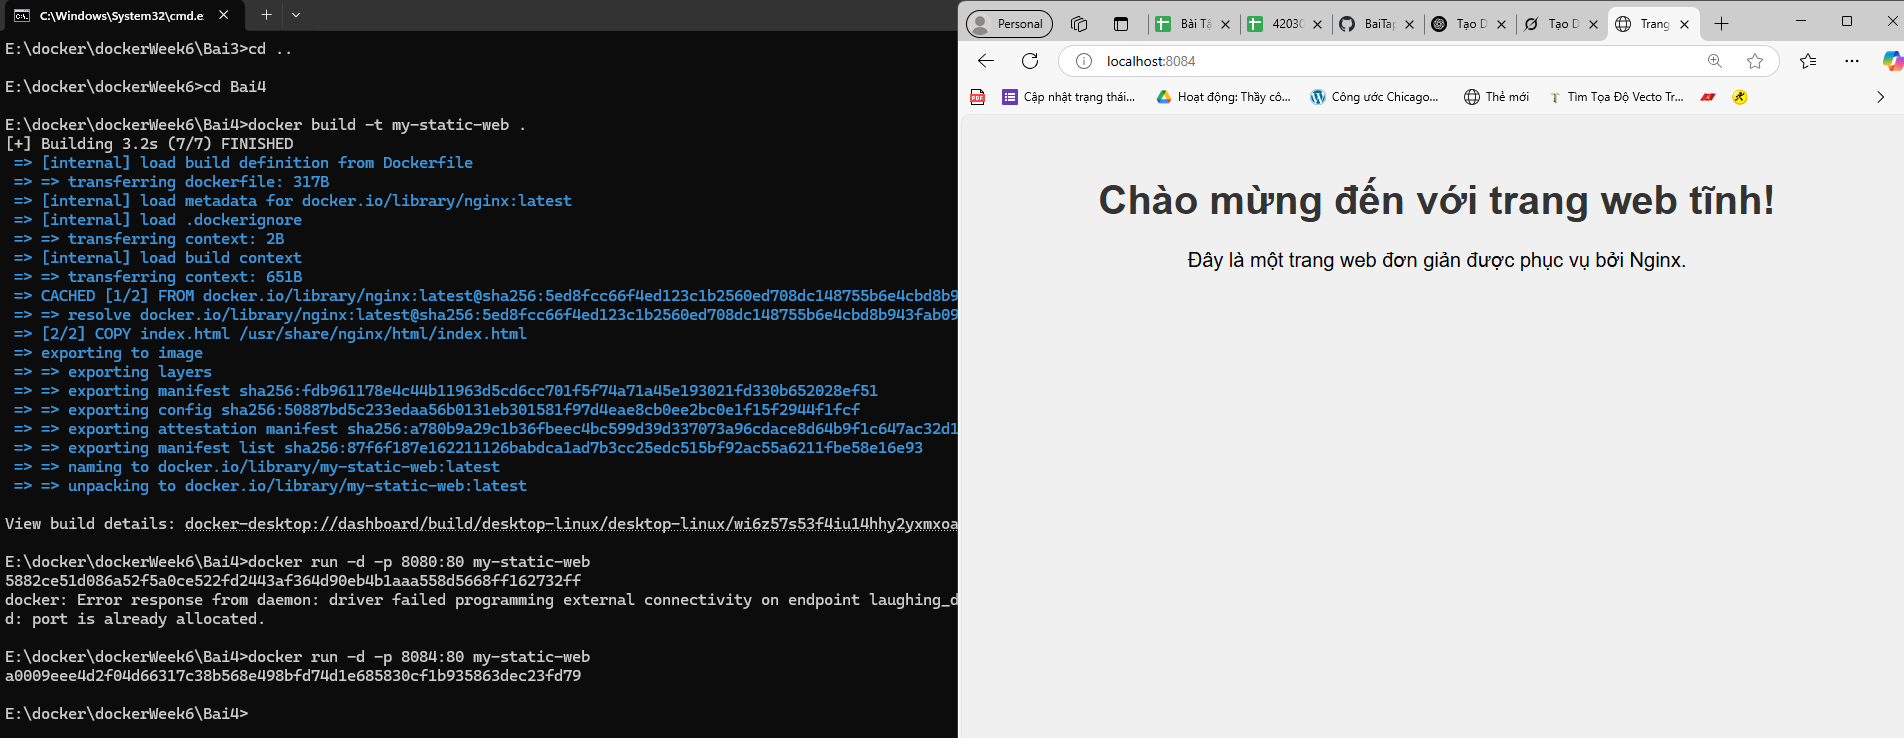 C:\Windows\System32\cmd.e
E:\docker\dockerWeek6\Bai3>cd ..
E:\docker\dockerWeek6>cd Bai4
E:\docker\dockerWeek6\Bai4>docker build -t my-static-web .
[+] Building 3.2s (7/7) FINISHED
=> [internal] load build definition from Dockerfile
=> => transferring dockerfile: 317B
=> [internal] load metadata for docker.io/library/nginx:latest
=> [internal] load .dockerignore
=> => transferring context: 2B
=> [internal] load build context
=> => transferring context: 651B
=> CACHED [1/2] FROM docker.io/library/nginx:latest@sha256:5ed8fcc66f4ed123c1b2560ed708dc148755b6e4cbd8b9
=> => resolve docker.io/library/nginx:latest@sha256:5ed8fcc66f4ed123c1b2560ed708dc148755b6e4cbd8b943fab09
=> [2/2] COPY index.html /usr/share/nginx/html/index.html
=> exporting to image
=> => exporting layers
=> => exporting manifest sha256:fdb961178e4c44b11963d5cd6cc701f5f74a71a45e193021fd330b652028ef51
=> => exporting config sha256:50887bd5c233edaa56b0131eb301581f97d4eae8cb0ee2bc0e1f15f2944f1fcf
=> => exporting attestation manifest sha256:a780b9a29c1b36fbeec4bc599d39d337073a96cdace8d64b9f1c647ac32d1
=> => exporting manifest list sha256:87f6f187e162211126babdca1ad7b3cc25edc515bf92ac55a6211fbe58e16e93
=> => naming to docker.io/library/my-static-web:latest
=> => unpacking to docker.io/library/my-static-web:latest
View build details: docker-desktop://dashboard/build/desktop-linux/desktop-linux/wi6z57s53f4iu14hhy2yxmxoa
E:\docker\dockerWeek6\Bai4>docker run -d -p 8080:80 my-static-web
5882ce51d086a52f5a0ce522fd2443af364d90eb4b1aaa558d5668ff162732ff
docker: Error response from daemon: driver failed programming external connectivity on endpoint laughing_d
d: port is already allocated.
E:\docker\dockerWeek6\Bai4>docker run -d -p 8084:80 my-static-web
a0009eee4d2f04d66317c38b568e498bfd74d1e685830cf1b935863dec23fd79
E:\docker\dockerWeek6\Bai4>
Personal
Bài Tậ
4203
BaiTap
Tạo D
Tạo D
Trang
localhost:8084
PDF
Cập nhật trạng thái...
Hoạt động: Thầy cô...
Công ước Chicago...
Thẻ mới
Tìm Tọa Độ Vecto Tr...
Chào mừng đến với trang web tĩnh!
Đây là một trang web đơn giản được phục vụ bởi Nginx.